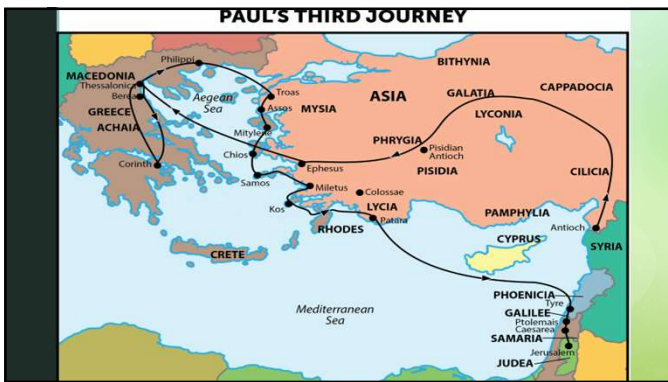 PAUL'S THIRD JOURNEY
Philippi
MACEDONIA
Thessalonica
Berea
GREECE
ACHAIA
Corinth
Aegean
Sea
Troas
Assos
MYSIA
Mitylene
Chios
Samos
Kos
BITHYNIA
ASIA
GALATIA
CAPPADOCIA
LYCONIA
PHRYGIA
Pisidian
Antioch
PISIDIA
CILICIA
Ephesus
Miletus
Colossae
LYCIA
Patara
RHODES
PAMPHYLIA
Antioch
CYPRUS
SYRIA
CRETE
Mediterranean
Sea
PHOENICIA
Tyre
GALILEE
Ptolemais
Caesarea
SAMARIA
Jerusalem
JUDEA